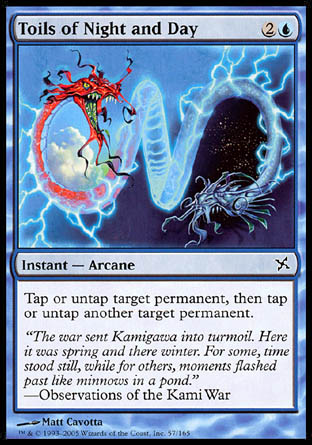 Toils of Night and Day 2
Instant — Arcane
Tap or untap target permanent, then tap
or untap another target permanent.
“The war sent Kamigawa into turmoil. Here
it was spring and there winter. For some, time
stood still, while for others, moments flashed
past like minnows in a pond.”
—Observations of the Kami War
Matt Cavotta
™ & © 1993–2005 Wizards of the Coast, Inc. 57/165